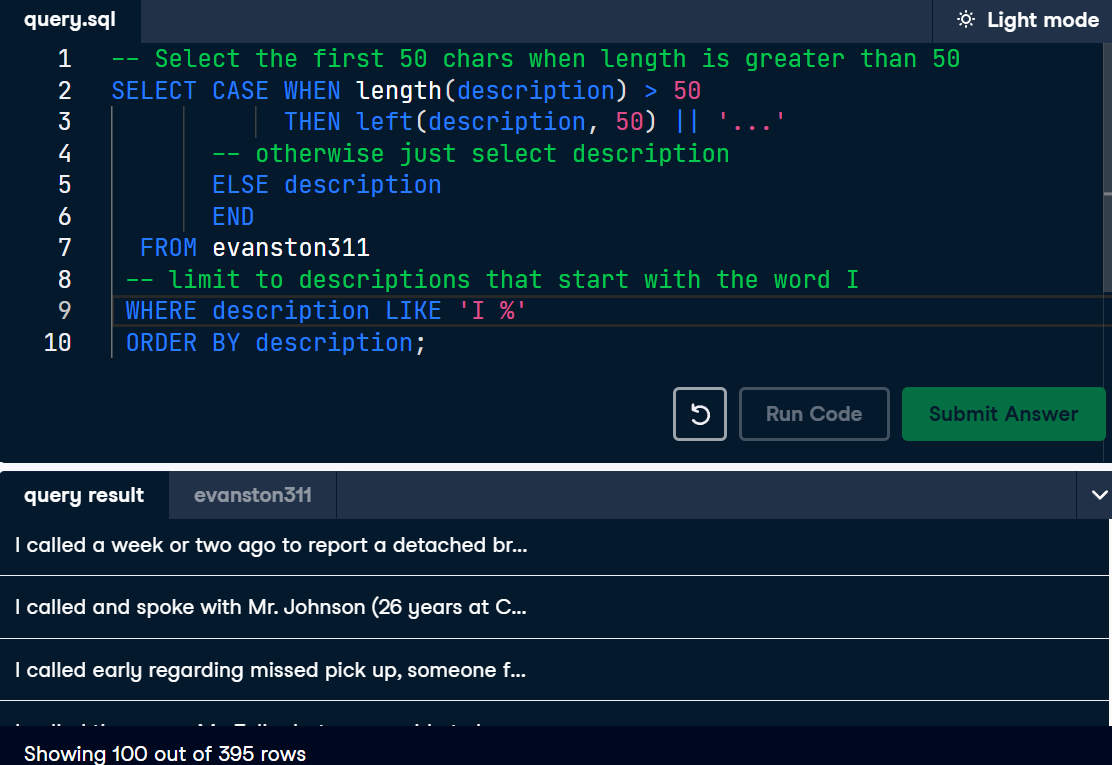 query.sql
Light mode
1 -- Select the first 50 chars when length is greater than 50
2 SELECT CASE WHEN length(description) > 50
3 THEN left(description, 50) || '...'
4 -- otherwise just select description
5 ELSE description
6 END
7 FROM evanston311
8 -- limit to descriptions that start with the word I
9 WHERE description LIKE 'I %'
10 ORDER BY description;
Run Code
Submit Answer
query result
evanston311
I called a week or two ago to report a detached br...
I called and spoke with Mr. Johnson (26 years at C...
I called early regarding missed pick up, someone f...
Showing 100 out of 395 rows